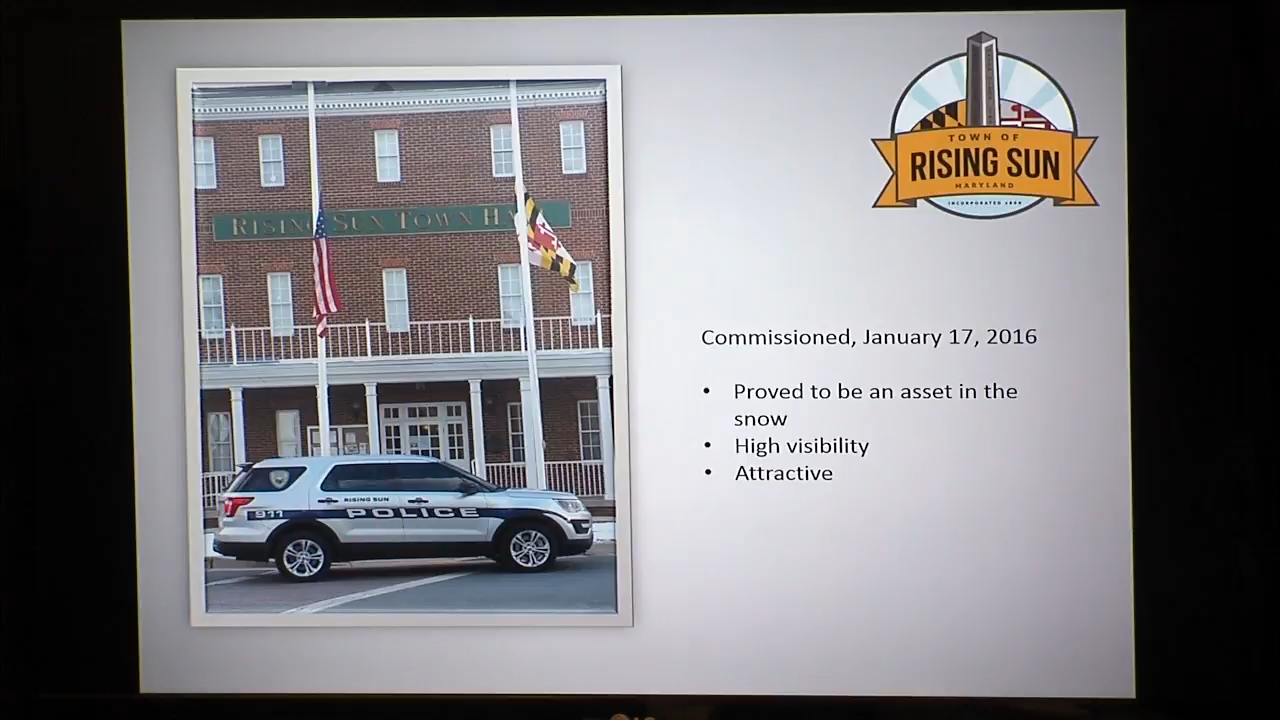 TOWN OF
RISING SUN
MARYLAND
RISING SUN TOWN HA
Commissioned, January 17, 2016
• Proved to be an asset in the
snow
• High visibility
• Attractive
RISING SUN
911 POLICE